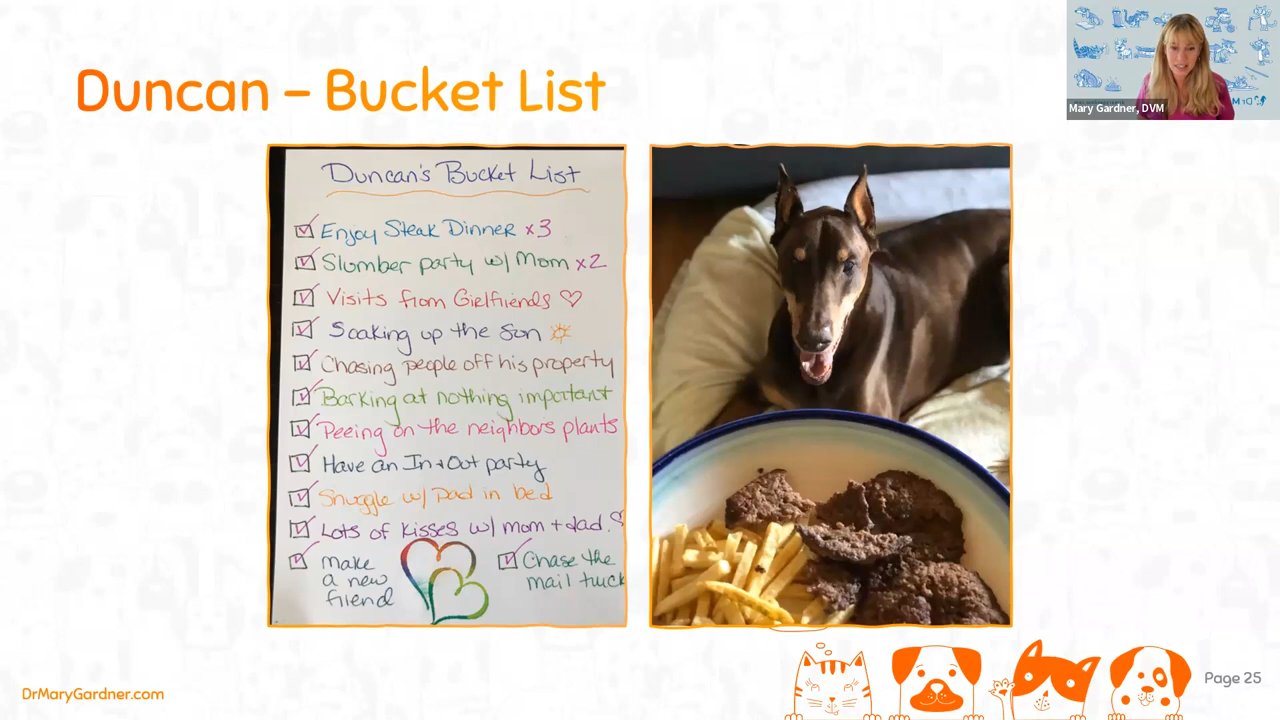 Duncan – Bucket List
Mary Gardner, DVM
Duncan's Bucket List
Enjoy Steak Dinner x3
Slumber party w/ Mom x2
Visits from Girlfriends
Soaking up the Sun
Chasing people off his property
Barking at nothing important
Peeing on the neighbors plants
Have an In + Out party
Snuggle w/ Dad in bed
Lots of kisses w/ mom + dad.
make
a new
friend
Chase the
mail truck
DrMaryGardner.com
Page 25